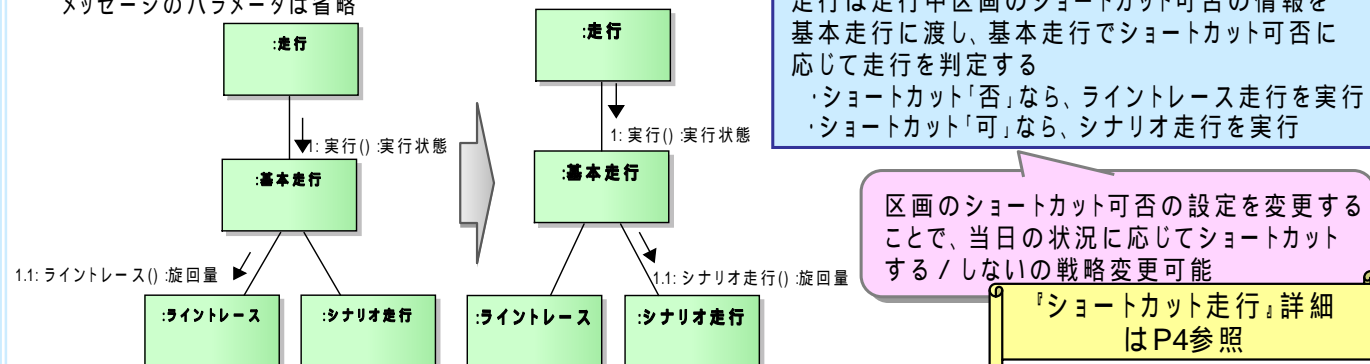 メッセージのパラメータは省略
:走行
1: 実行() :実行状態
:基本走行
1.1: ライントレース() :旋回量
:ライントレース
:シナリオ走行
:走行
1: 実行() :実行状態
:基本走行
1.1: シナリオ走行() :旋回量
:ライントレース
:シナリオ走行
走行は走行中区画のショートカット可否の情報を
基本走行に渡し、基本走行でショートカット可否に
応じて走行を判定する
・ショートカット「否」なら、ライントレース走行を実行
・ショートカット「可」なら、シナリオ走行を実行
区画のショートカット可否の設定を変更する
ことで、当日の状況に応じてショートカット
する/しないの戦略変更可能
『ショートカット走行』詳細
はP4参照